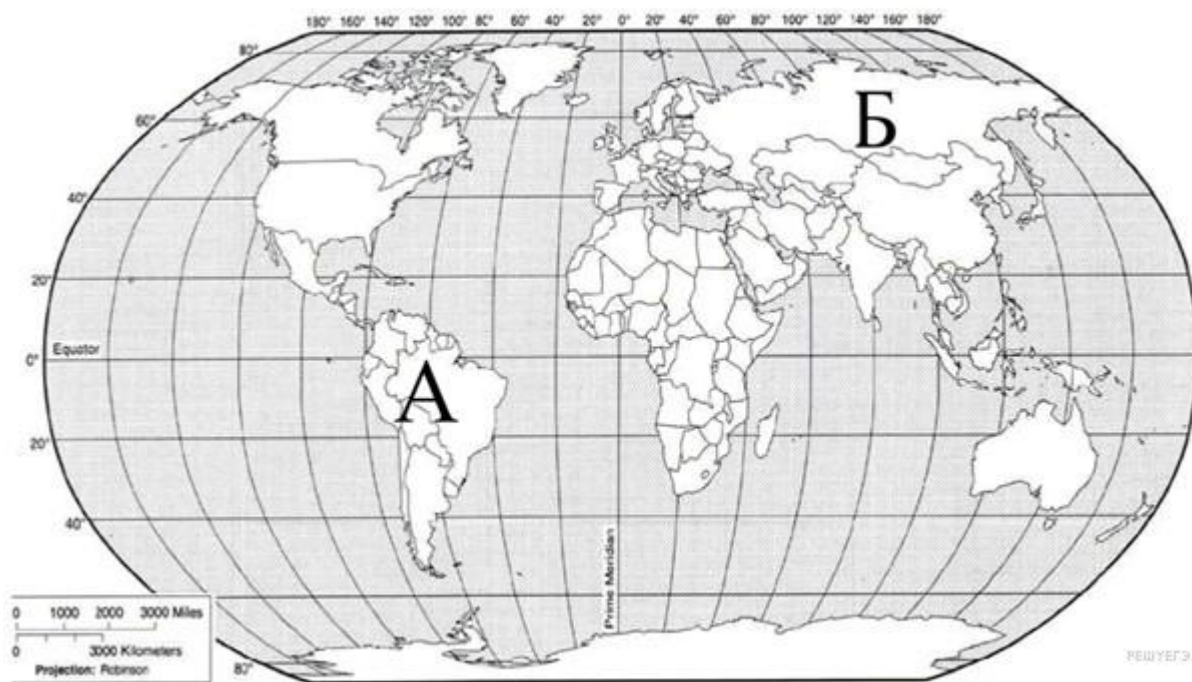 180° 160° 140° 120° 100° 80° 60° 40° 20° 0° 20° 40° 60° 80° 100° 120° 140° 160° 180°
80°
60°
Б
40°
20°
Equator
0°
А
20°
40°
Prime Meridian
0 1000 2000 3000 Miles
0 3000 Kilometers
Projection: Robinson
80°
РЕШУЕГЭ